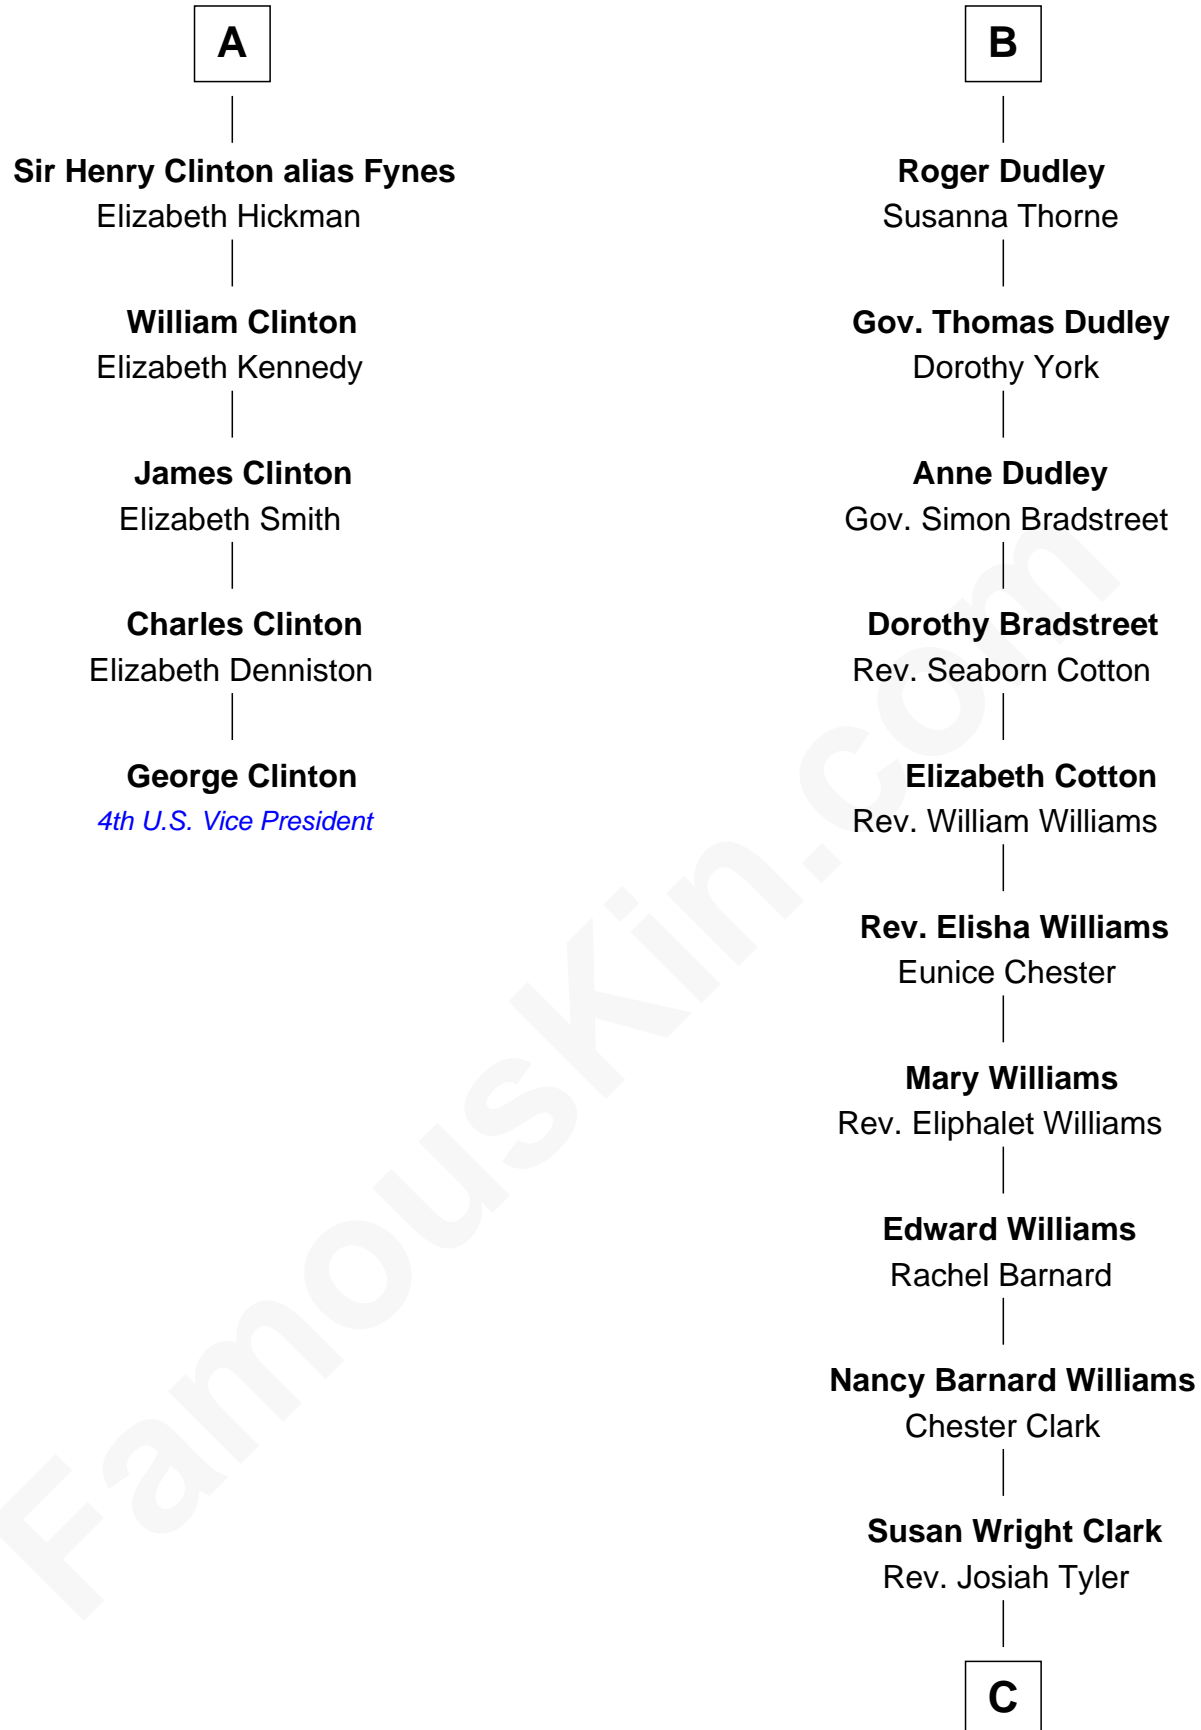 A
Sir Henry Clinton alias Fynes
Elizabeth Hickman
William Clinton
Elizabeth Kennedy
James Clinton
Elizabeth Smith
Charles Clinton
Elizabeth Denniston
George Clinton
4th U.S. Vice President
B
Roger Dudley
Susanna Thorne
Gov. Thomas Dudley
Dorothy York
Anne Dudley
Gov. Simon Bradstreet
Dorothy Bradstreet
Rev. Seaborn Cotton
Elizabeth Cotton
Rev. William Williams
Rev. Elisha Williams
Eunice Chester
Mary Williams
Rev. Eliphalet Williams
Edward Williams
Rachel Barnard
Nancy Barnard Williams
Chester Clark
Susan Wright Clark
Rev. Josiah Tyler
C
FamousKin.com